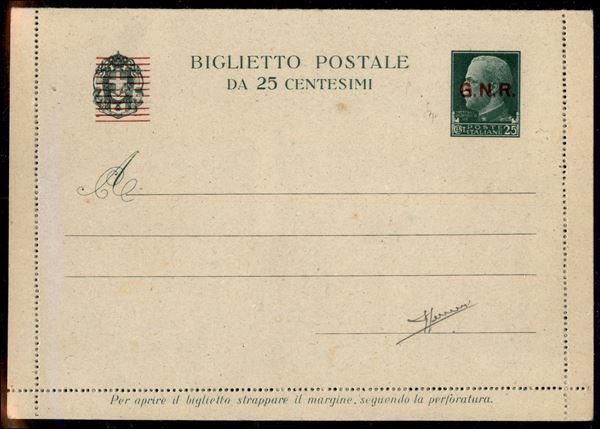 BIGLIETTO POSTALE
DA 25 CENTESIMI
G.N.R.
POSTE
ITALIANE
25
A
Per aprire il biglietto strappare il margine, seguendo la perforatura.